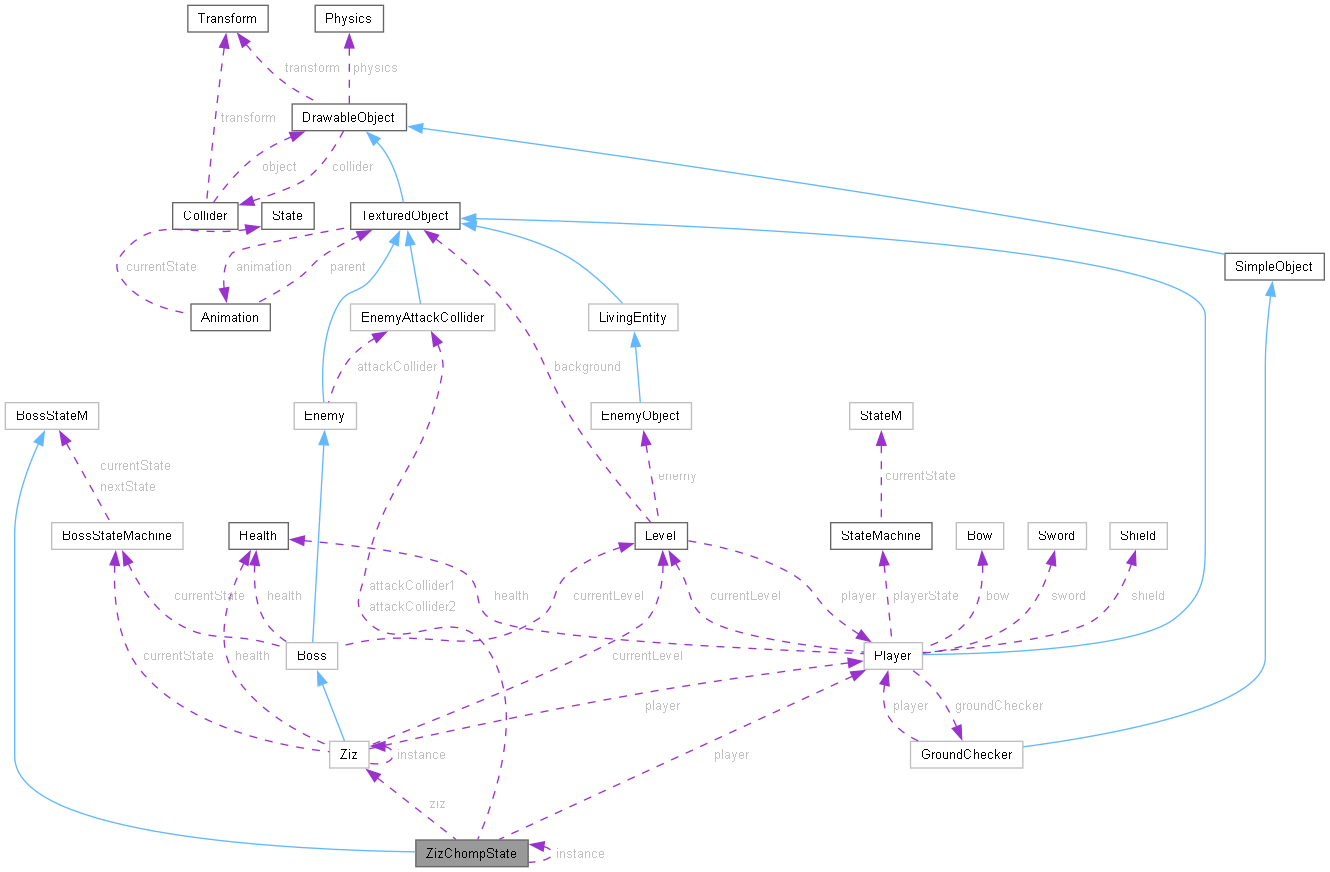 Transform
Physics
transform
physics
DrawableObject
transform
object
collider
Collider
State
TexturedObject
currentState
animation
parent
SimpleObject
Animation
EnemyAttackCollider
LivingEntity
attackCollider
background
BossStateM
Enemy
EnemyObject
StateM
currentState
nextState
enemy
currentState
BossStateMachine
Health
Level
StateMachine
Bow
Sword
Shield
currentState
health
attackCollider1
attackCollider2
health
currentLevel
currentLevel
player
playerState
bow
sword
shield
currentState
health
Boss
currentLevel
Player
player
player
groundChecker
Ziz
instance
player
GroundChecker
ziz
ZizChompState
instance